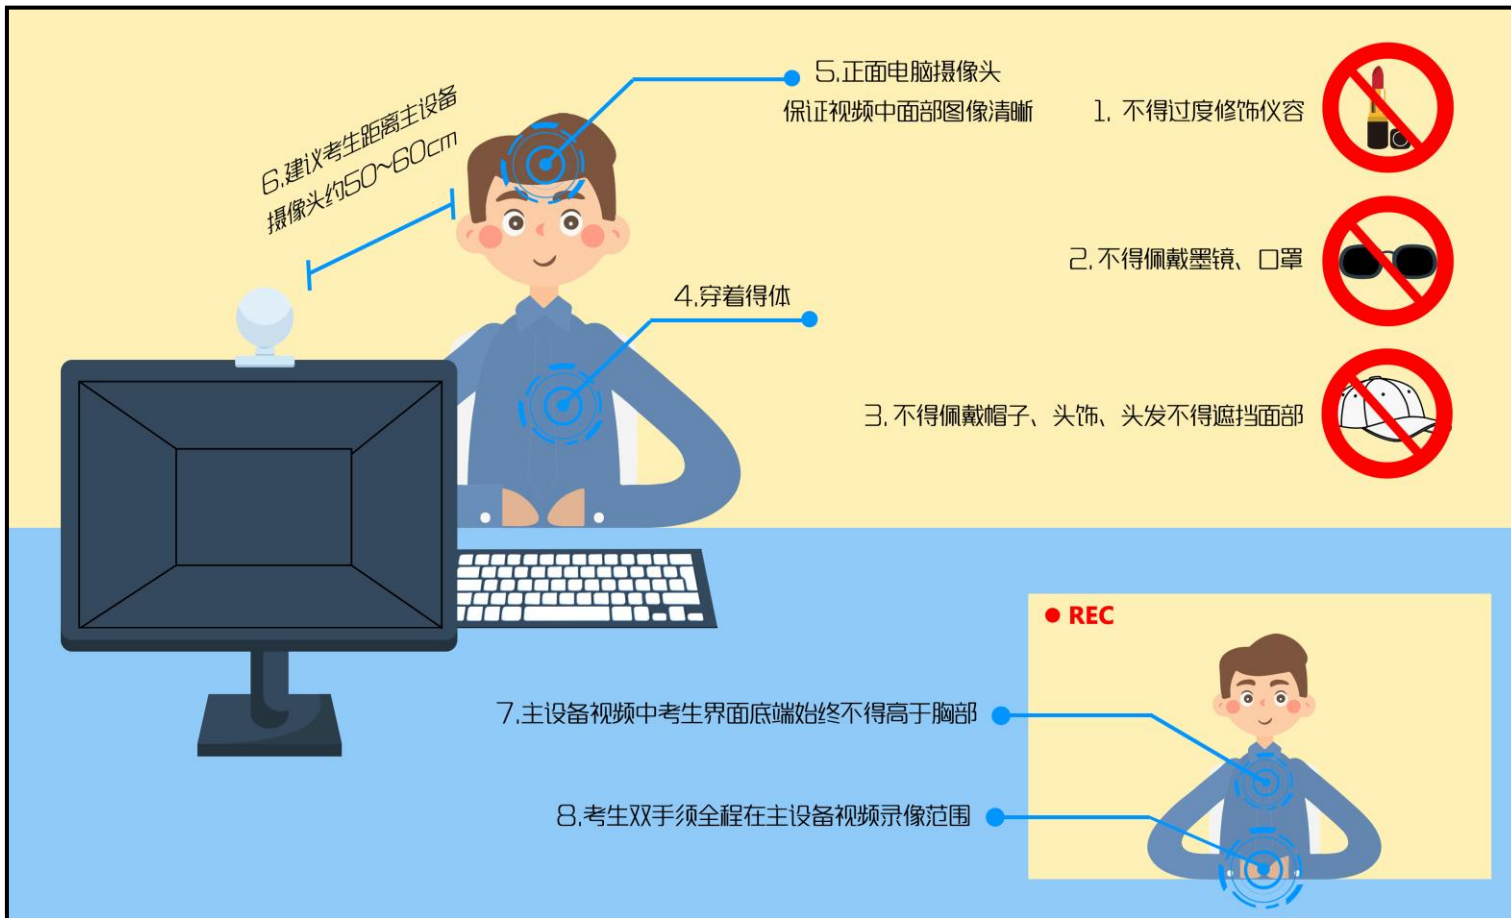 1. 不得过度修饰仪容
2.不得佩戴墨镜、口罩
3.不得佩戴帽子、头饰、头发不得遮挡面部
4.穿着得体
5.正面电脑摄像头
保证视频中面部图像清晰
6.建议考生距离主设备
摄像头约50~60cm
REC
7.主设备视频中考生界面底端始终不得高于胸部
8.考生双手须全程在主设备视频录像范围